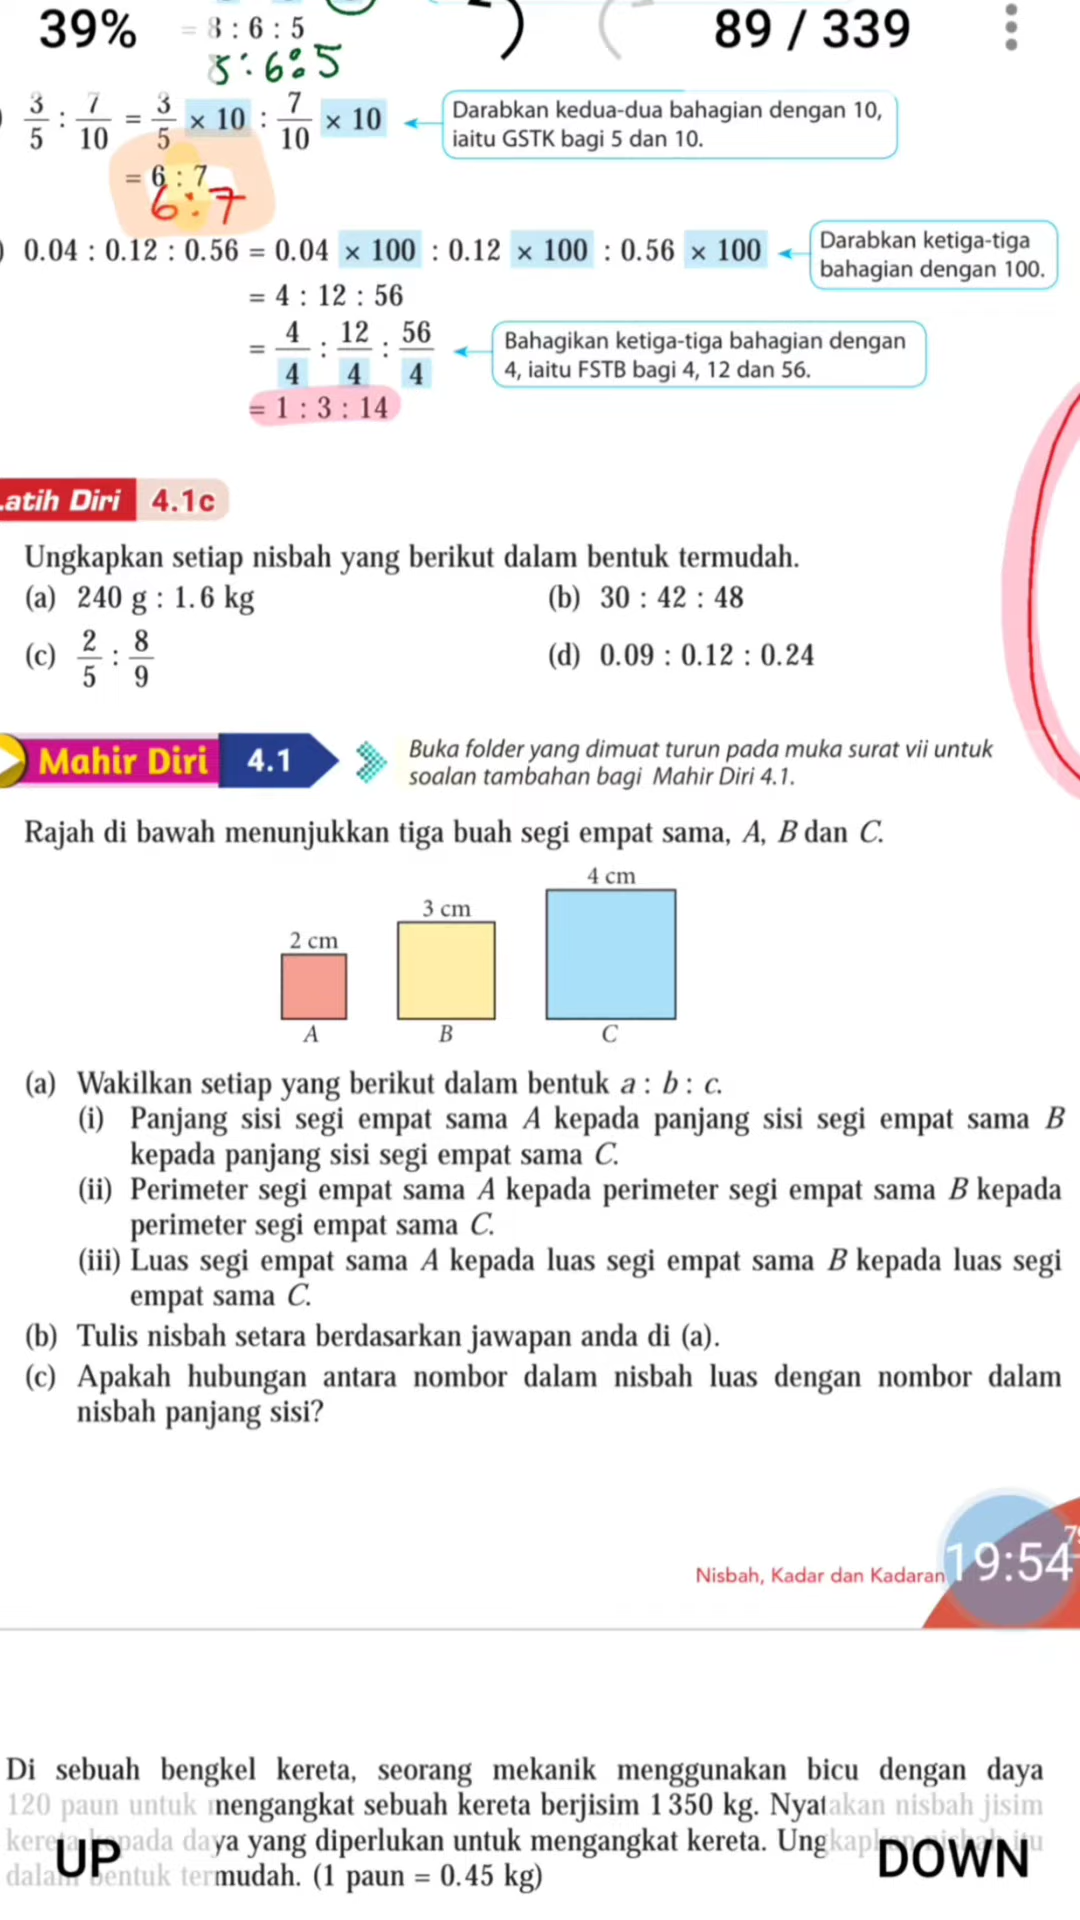 39% = 8 : 6 : 5 89 / 339
8:6:5
3/5 : 7/10 = 3/5 × 10 : 7/10 × 10 Darabkan kedua-dua bahagian dengan 10,
iaitu GSTK bagi 5 dan 10.
= 6 : 7
6:7
) 0.04 : 0.12 : 0.56 = 0.04 × 100 : 0.12 × 100 : 0.56 × 100 Darabkan ketiga-tiga
bahagian dengan 100.
= 4 : 12 : 56
= 4/4 : 12/4 : 56/4 Bahagikan ketiga-tiga bahagian dengan
4, iaitu FSTB bagi 4, 12 dan 56.
= 1 : 3 : 14
atih Diri 4.1c
Ungkapkan setiap nisbah yang berikut dalam bentuk termudah.
(a) 240 g : 1.6 kg (b) 30 : 42 : 48
(c) 2/5 : 8/9 (d) 0.09 : 0.12 : 0.24
Mahir Diri 4.1 Buka folder yang dimuat turun pada muka surat vii untuk
soalan tambahan bagi Mahir Diri 4.1.
Rajah di bawah menunjukkan tiga buah segi empat sama, A, B dan C.
4 cm
3 cm
2 cm
A B C
(a) Wakilkan setiap yang berikut dalam bentuk a : b : c.
(i) Panjang sisi segi empat sama A kepada panjang sisi segi empat sama B
kepada panjang sisi segi empat sama C.
(ii) Perimeter segi empat sama A kepada perimeter segi empat sama B kepada
perimeter segi empat sama C.
(iii) Luas segi empat sama A kepada luas segi empat sama B kepada luas segi
empat sama C.
(b) Tulis nisbah setara berdasarkan jawapan anda di (a).
(c) Apakah hubungan antara nombor dalam nisbah luas dengan nombor dalam
nisbah panjang sisi?
Nisbah, Kadar dan Kadaran 19:54
Di sebuah bengkel kereta, seorang mekanik menggunakan bicu dengan daya
120 paun untuk mengangkat sebuah kereta berjisim 1 350 kg. Nyatakan nisbah jisim
kereta kepada daya yang diperlukan untuk mengangkat kereta. Ungkapkan nisbah itu
dalam bentuk termudah. (1 paun = 0.45 kg)
UP DOWN